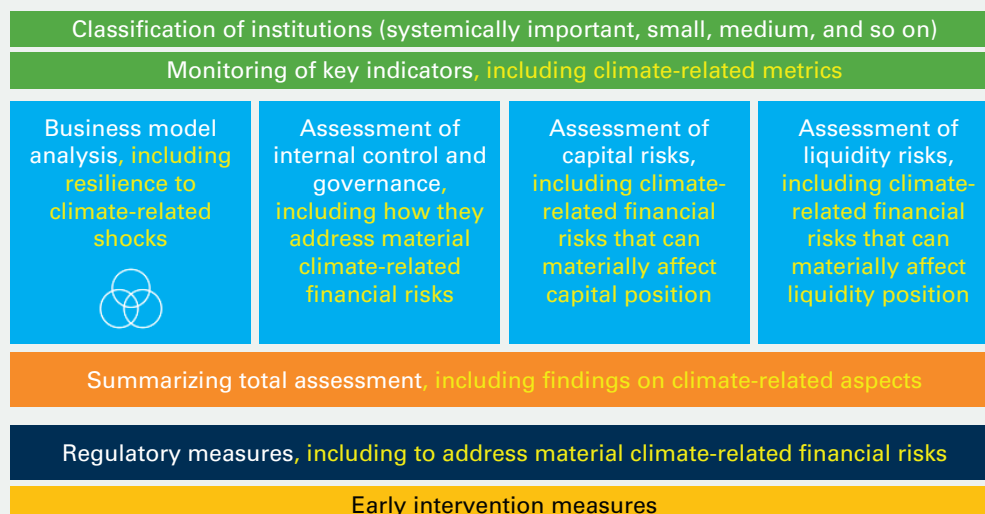 Classification of institutions (systemically important, small, medium, and so on)
Monitoring of key indicators, including climate-related metrics
Business model
analysis, including
resilience to
climate-related
shocks
Assessment of
internal control and
governance,
including how they
address material
climate-related
financial risks
Assessment of
capital risks,
including climate-
related financial
risks that can
materially affect
capital position
Assessment of
liquidity risks,
including climate-
related financial
risks that can
materially affect
liquidity position
Summarizing total assessment, including findings on climate-related aspects
Regulatory measures, including to address material climate-related financial risks
Early intervention measures